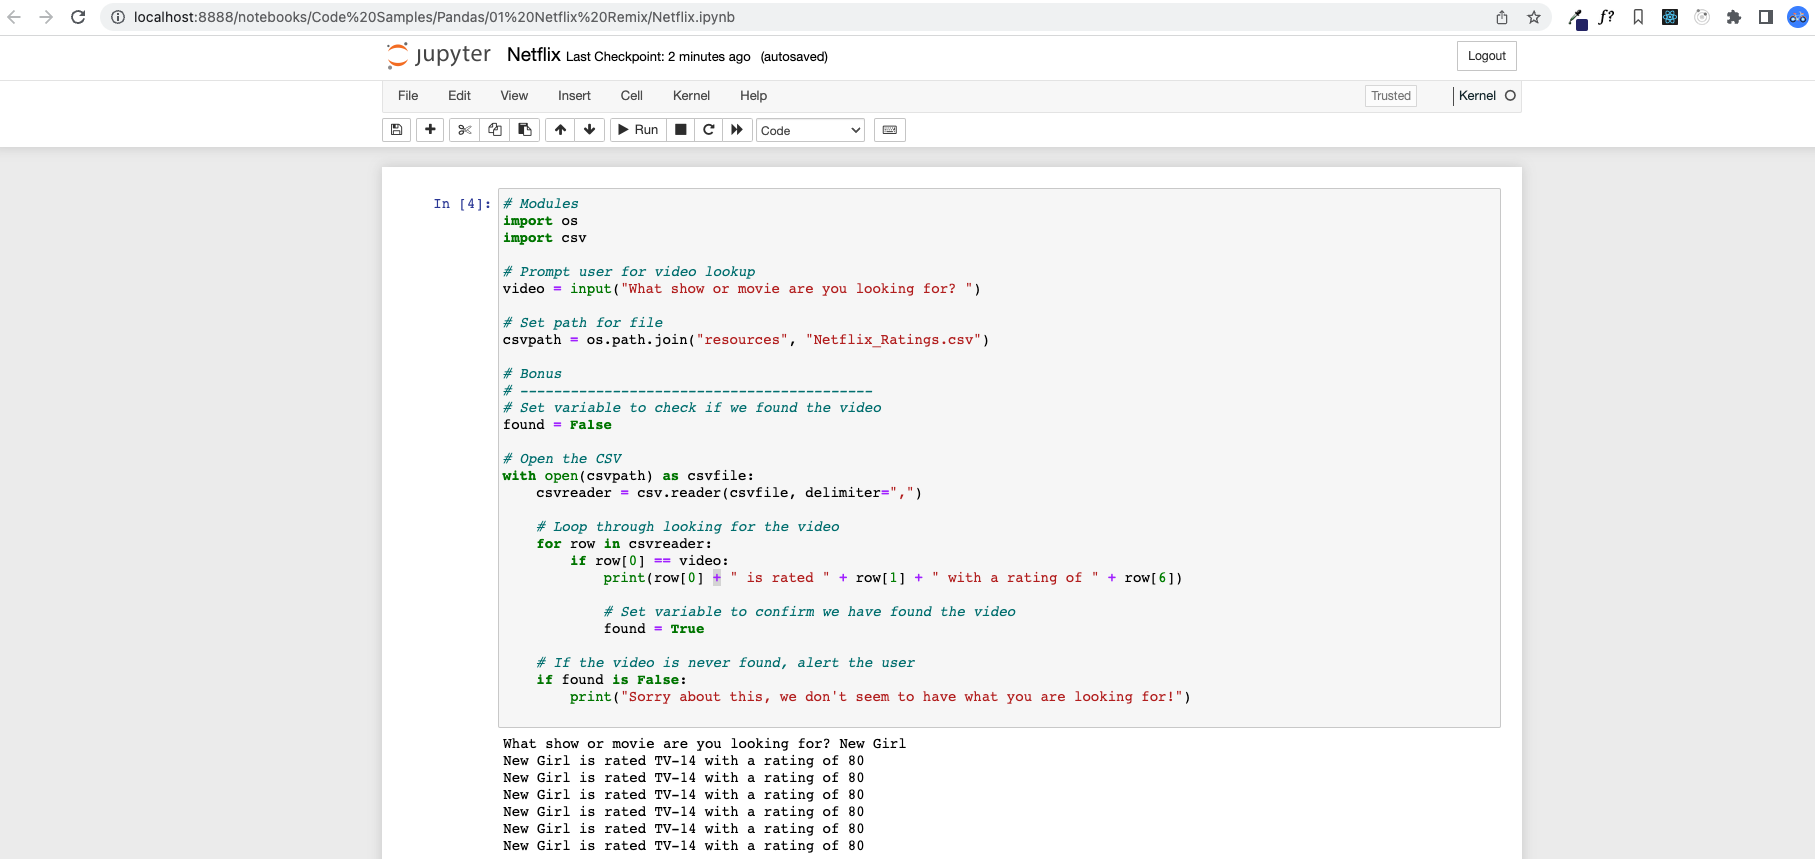 localhost:8888/notebooks/Code%20Samples/Pandas/01%20Netflix%20Remix/Netflix.ipynb
f?
jupyter Netflix Last Checkpoint: 2 minutes ago (autosaved)
Logout
File Edit View Insert Cell Kernel Help
Trusted Kernel
Run Code
In [4]:
# Modules
import os
import csv
# Prompt user for video lookup
video = input("What show or movie are you looking for? ")
# Set path for file
csvpath = os.path.join("resources", "Netflix_Ratings.csv")
# Bonus
# ------------------------------------------
# Set variable to check if we found the video
found = False
# Open the CSV
with open(csvpath) as csvfile:
    csvreader = csv.reader(csvfile, delimiter=",")
    # Loop through looking for the video
    for row in csvreader:
        if row[0] == video:
            print(row[0] + " is rated " + row[1] + " with a rating of " + row[6])
            # Set variable to confirm we have found the video
            found = True
    # If the video is never found, alert the user
    if found is False:
        print("Sorry about this, we don't seem to have what you are looking for!")
What show or movie are you looking for? New Girl
New Girl is rated TV-14 with a rating of 80
New Girl is rated TV-14 with a rating of 80
New Girl is rated TV-14 with a rating of 80
New Girl is rated TV-14 with a rating of 80
New Girl is rated TV-14 with a rating of 80
New Girl is rated TV-14 with a rating of 80